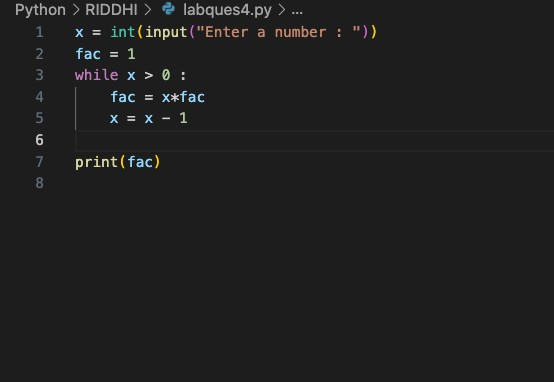 Python > RIDDHI > labques4.py > ...
1 x = int(input("Enter a number : "))
2 fac = 1
3 while x > 0 :
4     fac = x*fac
5     x = x - 1
6
7 print(fac)
8